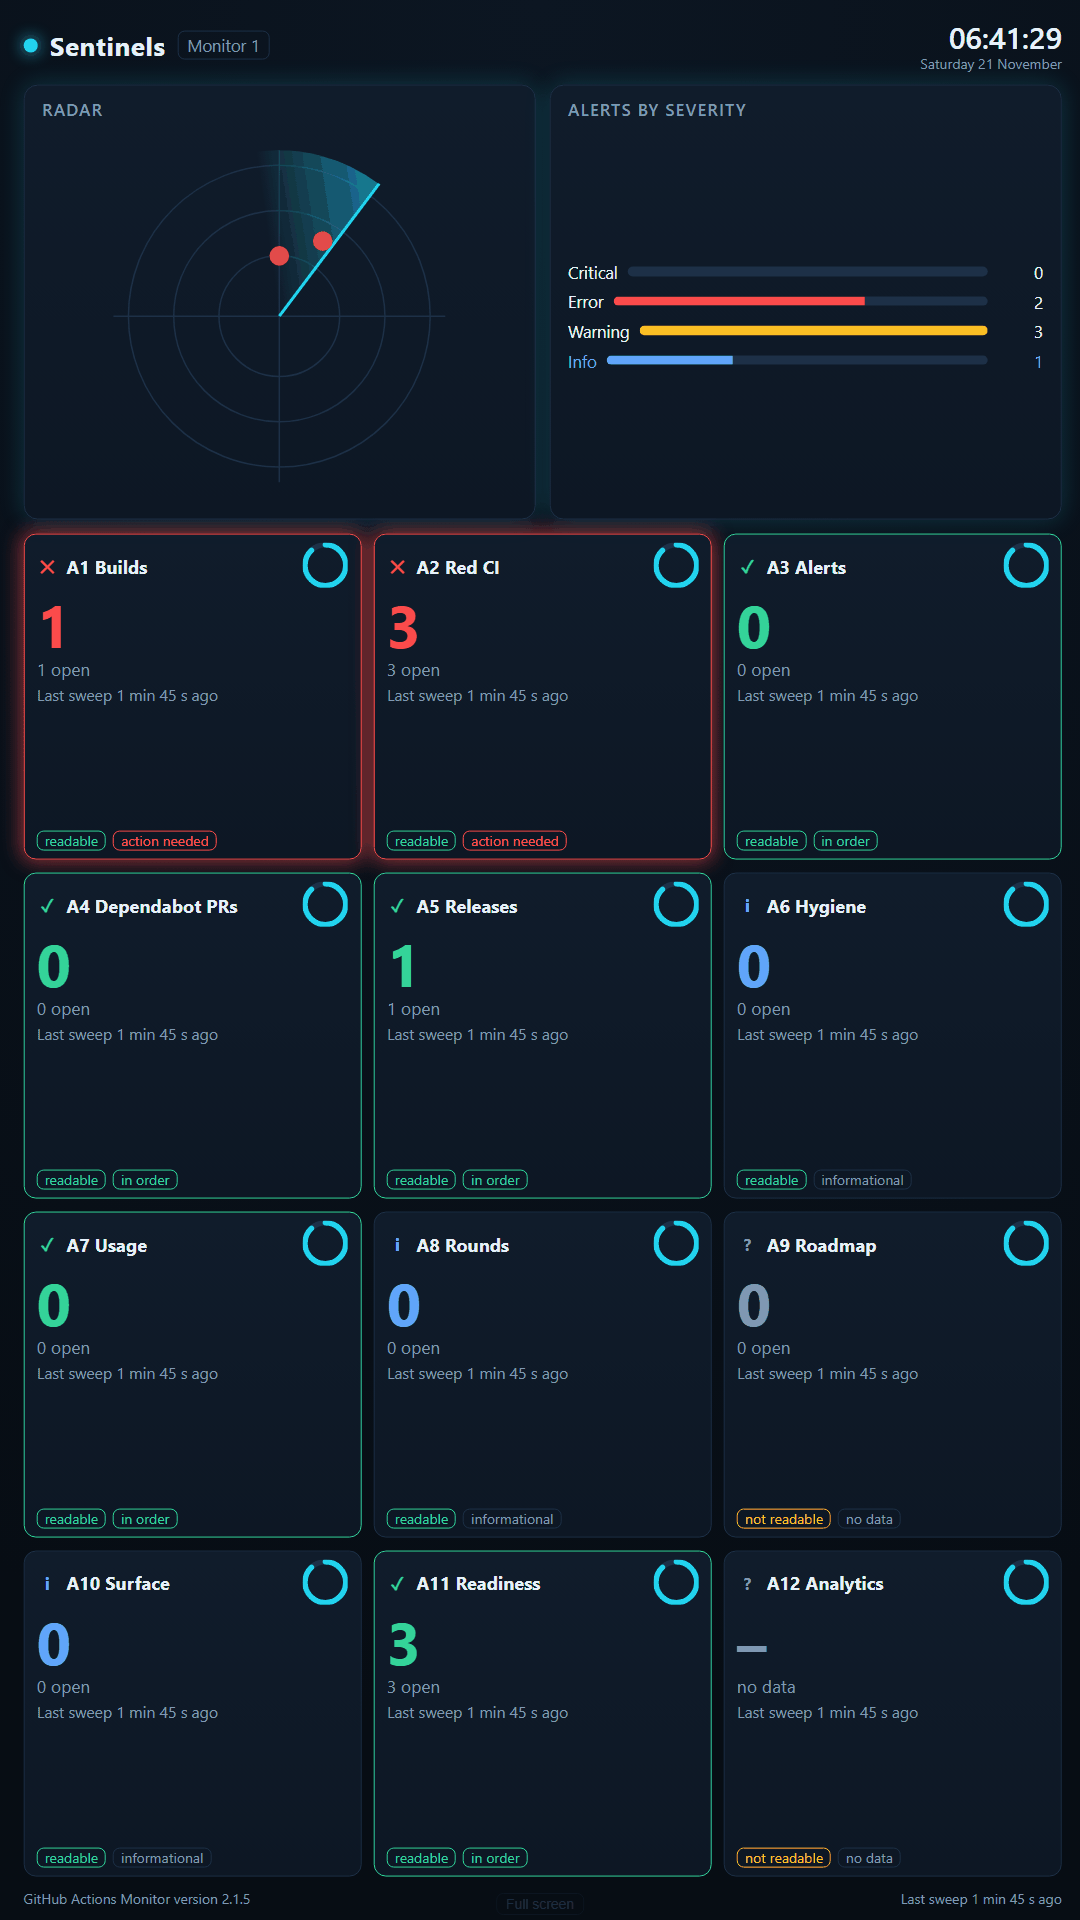 Sentinels
Monitor 1
06:41:29
Saturday 21 November
RADAR
ALERTS BY SEVERITY
Critical 0
Error 2
Warning 3
Info 1
A1 Builds
1
1 open
Last sweep 1 min 45 s ago
readable
action needed
A2 Red CI
3
3 open
Last sweep 1 min 45 s ago
readable
action needed
A3 Alerts
0
0 open
Last sweep 1 min 45 s ago
readable
in order
A4 Dependabot PRs
0
0 open
Last sweep 1 min 45 s ago
readable
in order
A5 Releases
1
1 open
Last sweep 1 min 45 s ago
readable
in order
i A6 Hygiene
0
0 open
Last sweep 1 min 45 s ago
readable
informational
A7 Usage
0
0 open
Last sweep 1 min 45 s ago
readable
in order
i A8 Rounds
0
0 open
Last sweep 1 min 45 s ago
readable
informational
? A9 Roadmap
0
0 open
Last sweep 1 min 45 s ago
not readable
no data
i A10 Surface
0
0 open
Last sweep 1 min 45 s ago
readable
informational
A11 Readiness
3
3 open
Last sweep 1 min 45 s ago
readable
in order
? A12 Analytics
—
no data
Last sweep 1 min 45 s ago
not readable
no data
GitHub Actions Monitor version 2.1.5
Full screen
Last sweep 1 min 45 s ago